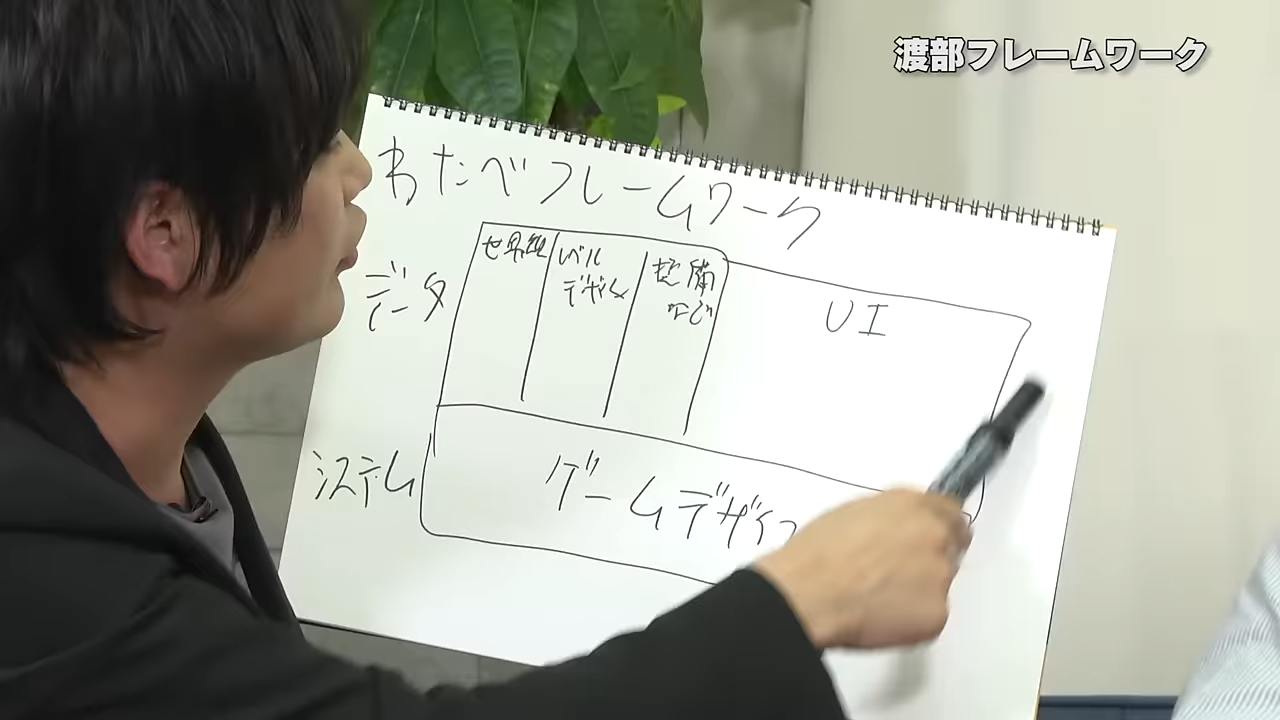 渡部フレームワーク
わたべフレームワーク
世界観
レベル
デザイン
装備
など
UI
データ
システム
ゲームデザイン